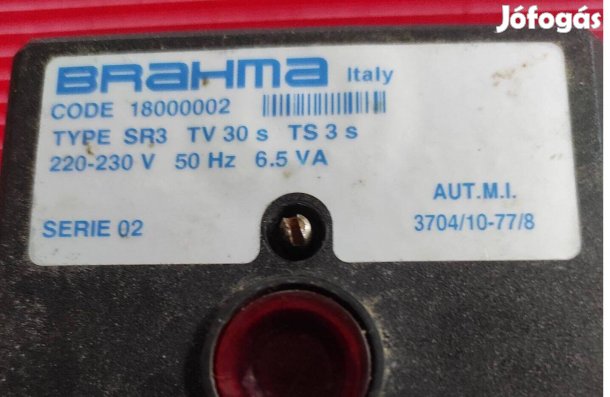 Jófogás
BRAHMA Italy
CODE 18000002
TYPE SR3 TV 30 s TS 3 s
220-230 V 50 Hz 6.5 VA
AUT.M.I.
SERIE 02 3704/10-77/8